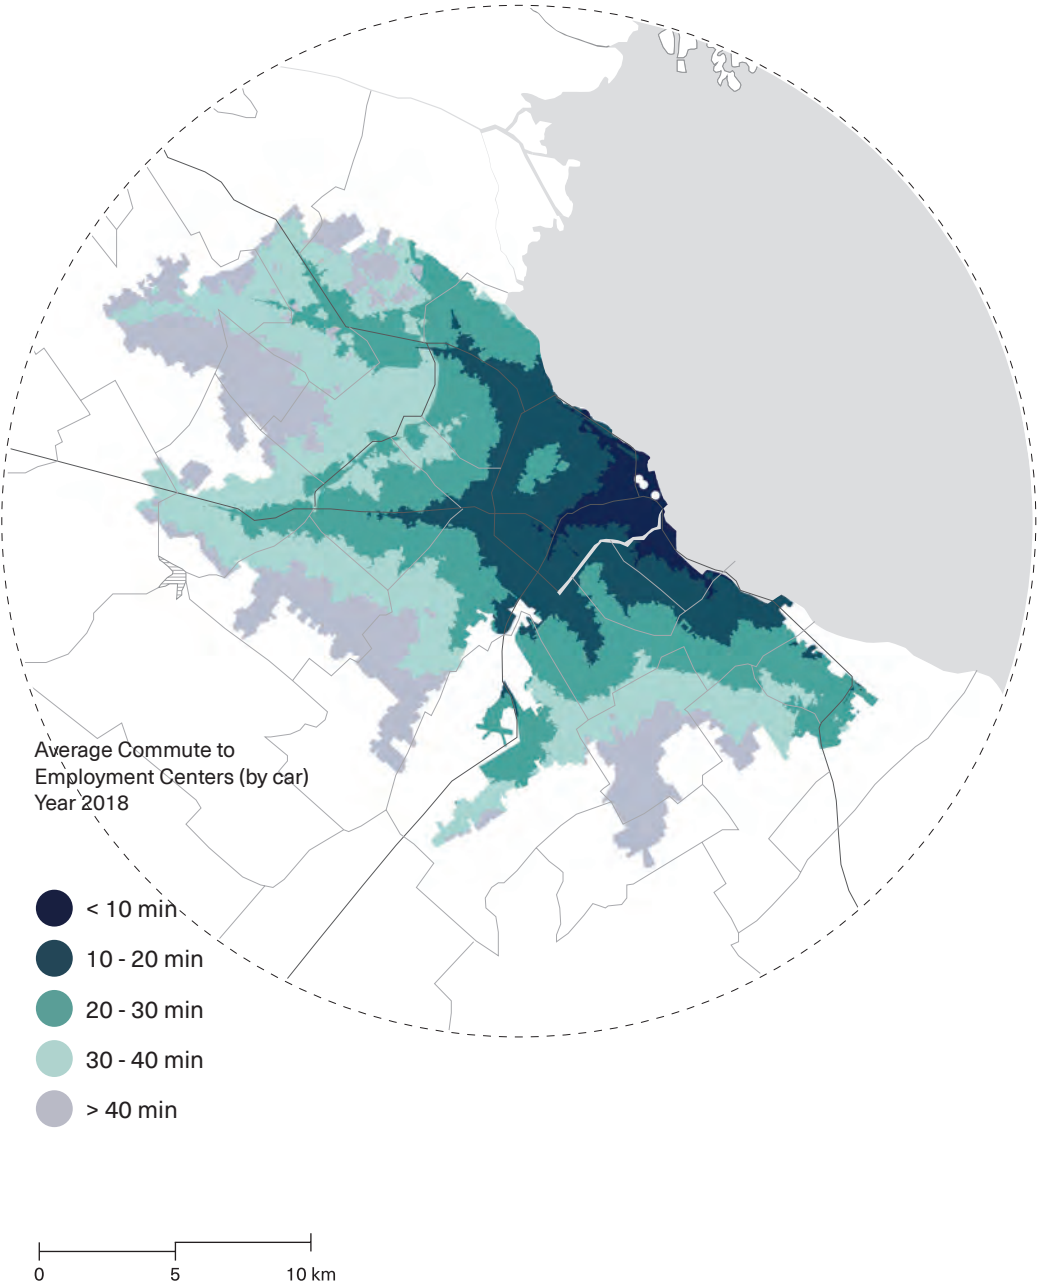 Average Commute to
Employment Centers (by car)
Year 2018
< 10 min
10 - 20 min
20 - 30 min
30 - 40 min
> 40 min
0 5 10 km